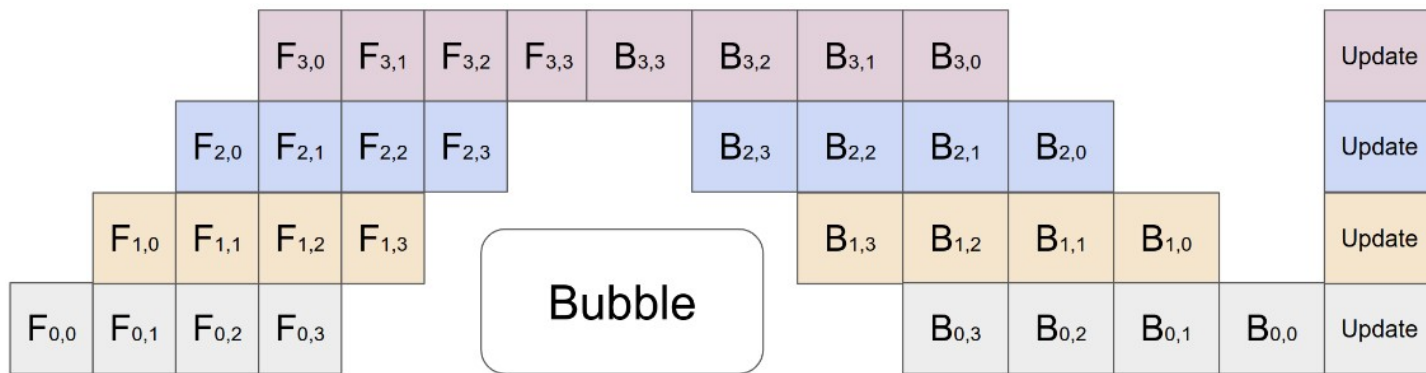 F3,0 F3,1 F3,2 F3,3 B3,3 B3,2 B3,1 B3,0 Update
F2,0 F2,1 F2,2 F2,3 B2,3 B2,2 B2,1 B2,0 Update
F1,0 F1,1 F1,2 F1,3 B1,3 B1,2 B1,1 B1,0 Update
Bubble
F0,0 F0,1 F0,2 F0,3 B0,3 B0,2 B0,1 B0,0 Update